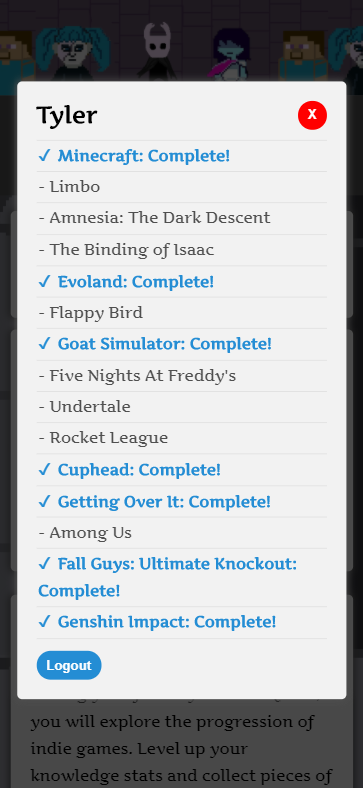 Tyler
X
✓ Minecraft: Complete!
- Limbo
- Amnesia: The Dark Descent
- The Binding of Isaac
✓ Evoland: Complete!
- Flappy Bird
✓ Goat Simulator: Complete!
- Five Nights At Freddy's
- Undertale
- Rocket League
✓ Cuphead: Complete!
✓ Getting Over It: Complete!
- Among Us
✓ Fall Guys: Ultimate Knockout:
Complete!
✓ Genshin Impact: Complete!
Logout
you will explore the progression of
indie games. Level up your
knowledge stats and collect pieces of